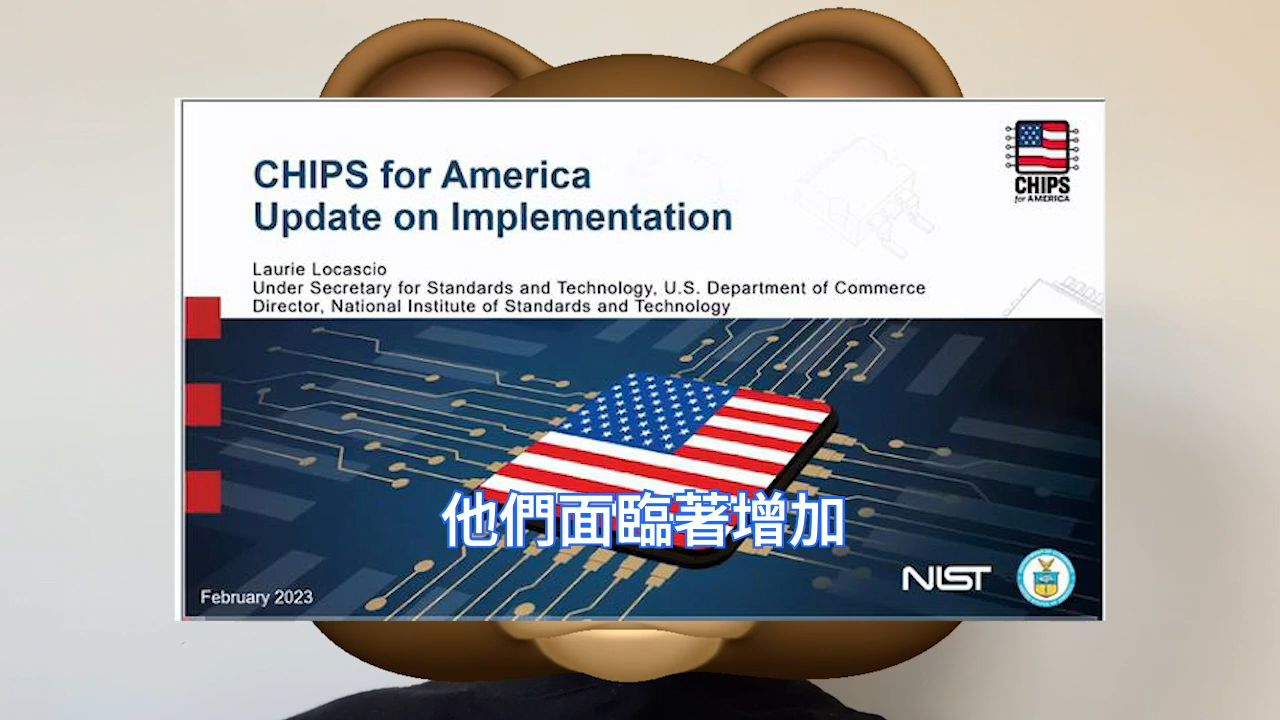 CHIPS for America
Update on Implementation
CHIPS
for AMERICA
Laurie Locascio
Under Secretary for Standards and Technology, U.S. Department of Commerce
Director, National Institute of Standards and Technology
他們面臨著增加
NIST
February 2023